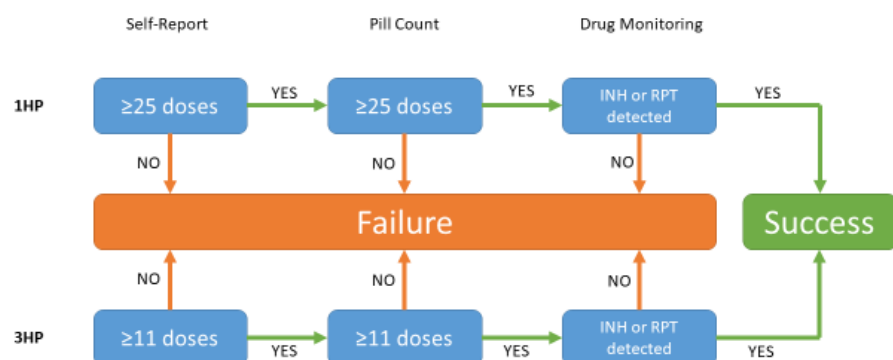 Self-Report Pill Count Drug Monitoring
1HP ≥25 doses YES ≥25 doses YES INH or RPT detected YES
NO NO NO
Failure Success
NO NO NO
3HP ≥11 doses YES ≥11 doses YES INH or RPT detected YES